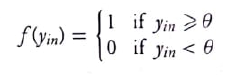 f(y_in) = { 1 if y_in ⩾ θ
0 if y_in < θ